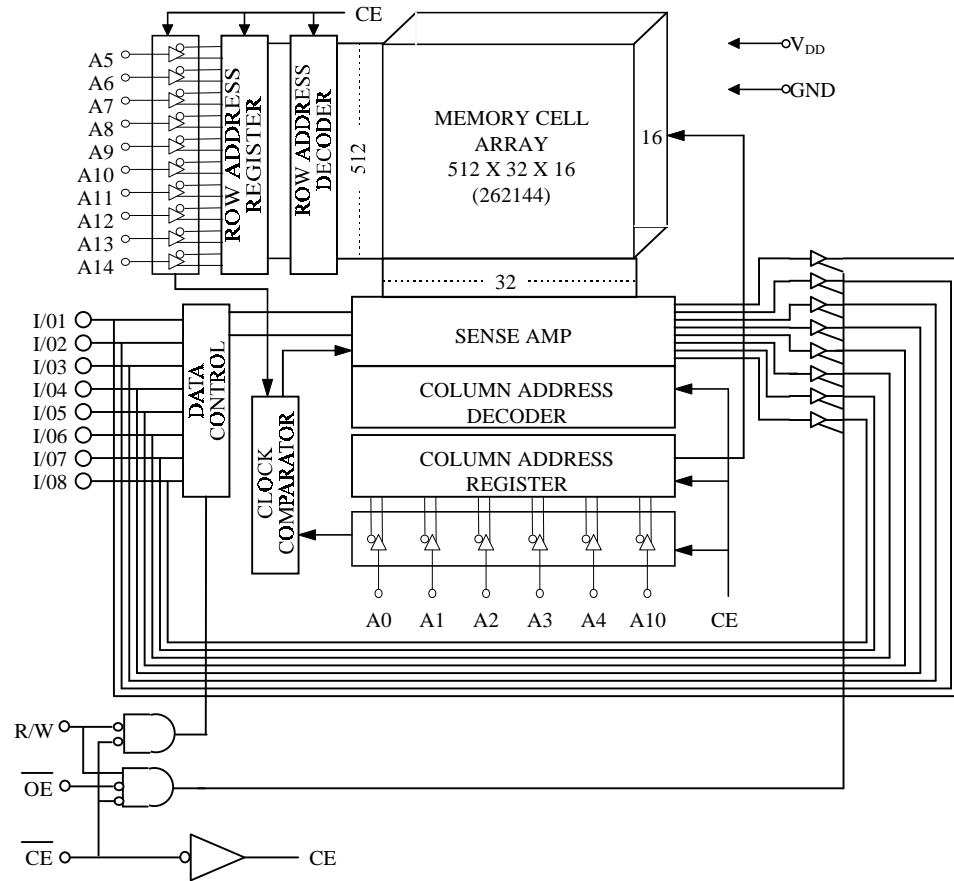 CE
A5
A6
A7
A8
A9
A10
A11
A12
A13
A14
ROW ADDRESS
REGISTER
ROW ADDRESS
DECODER
512
MEMORY CELL
ARRAY
512 X 32 X 16
(262144)
16
32
VDD
GND
I/01
I/02
I/03
I/04
I/05
I/06
I/07
I/08
DATA
CONTROL
CLOCK
COMPARATOR
SENSE AMP
COLUMN ADDRESS
DECODER
COLUMN ADDRESS
REGISTER
A0 A1 A2 A3 A4 A10 CE
R/W
OE
CE
CE